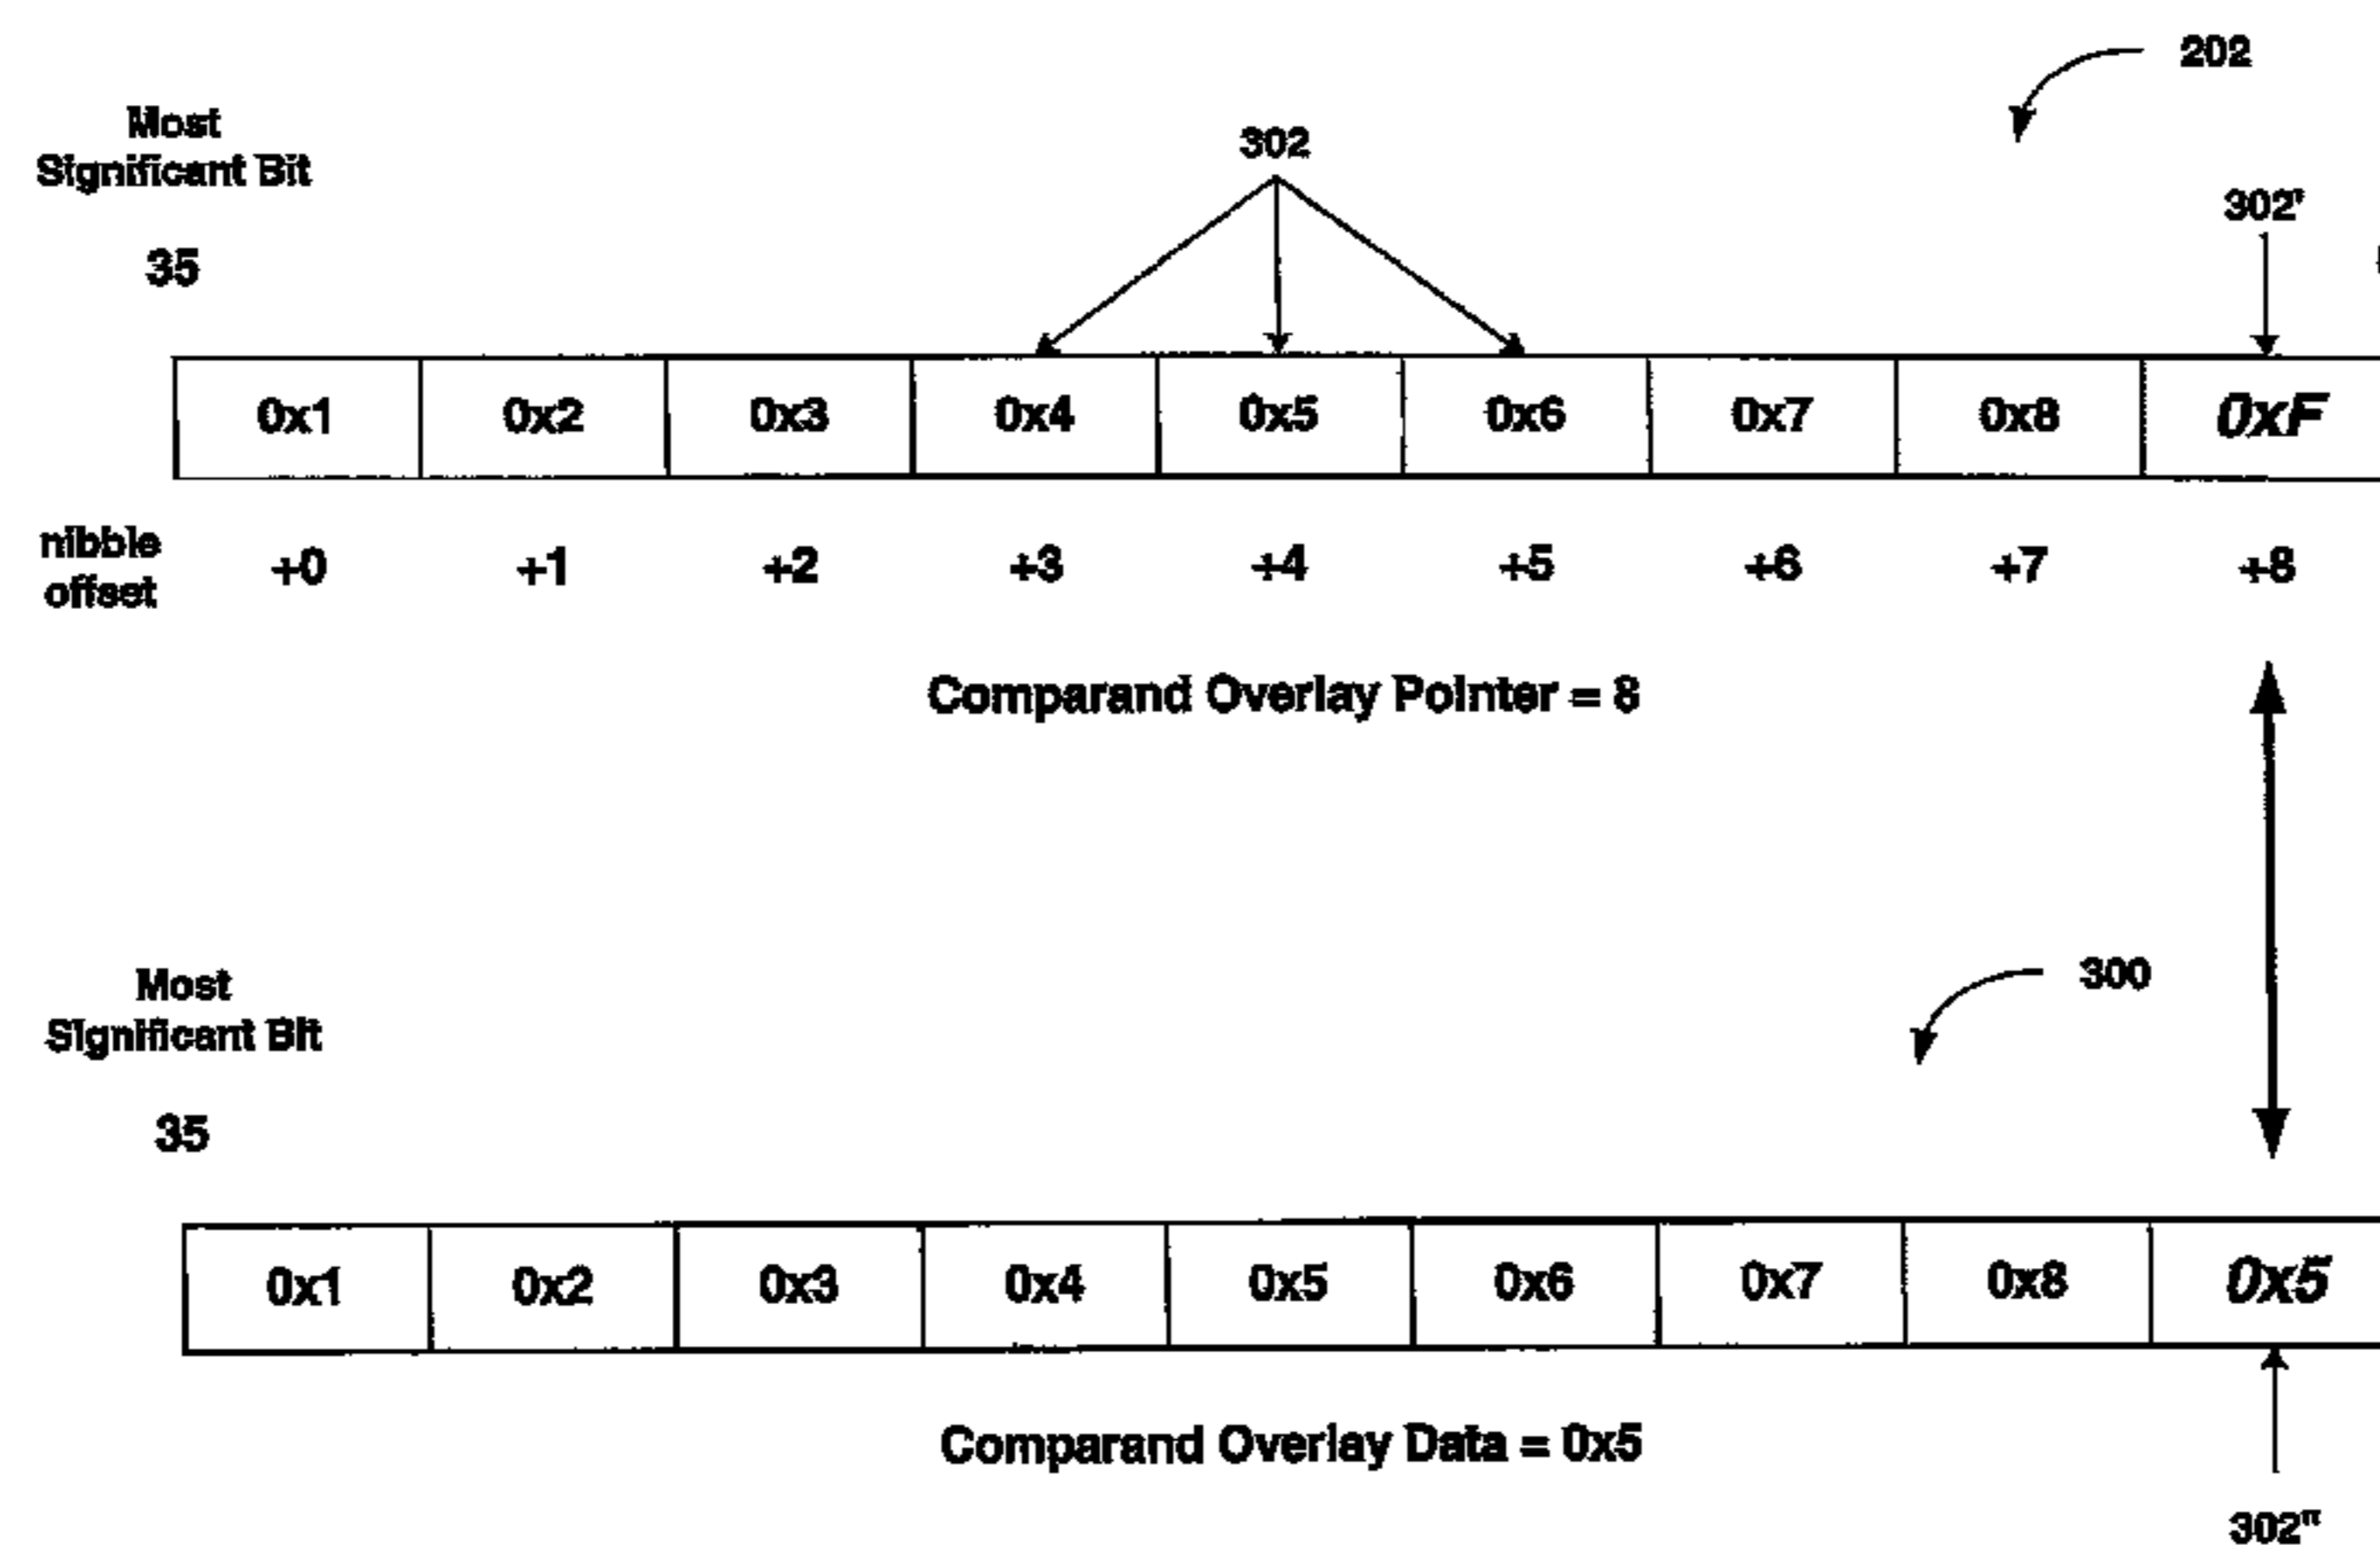 202
Most
Significant Bit
302
302'
35
0x1 0x2 0x3 0x4 0x5 0x6 0x7 0x8 0xF
nibble
offset
+0 +1 +2 +3 +4 +5 +6 +7 +8
Comparand Overlay Pointer = 8
Most
Significant Bit
300
35
0x1 0x2 0x3 0x4 0x5 0x6 0x7 0x8 0x5
Comparand Overlay Data = 0x5
302"